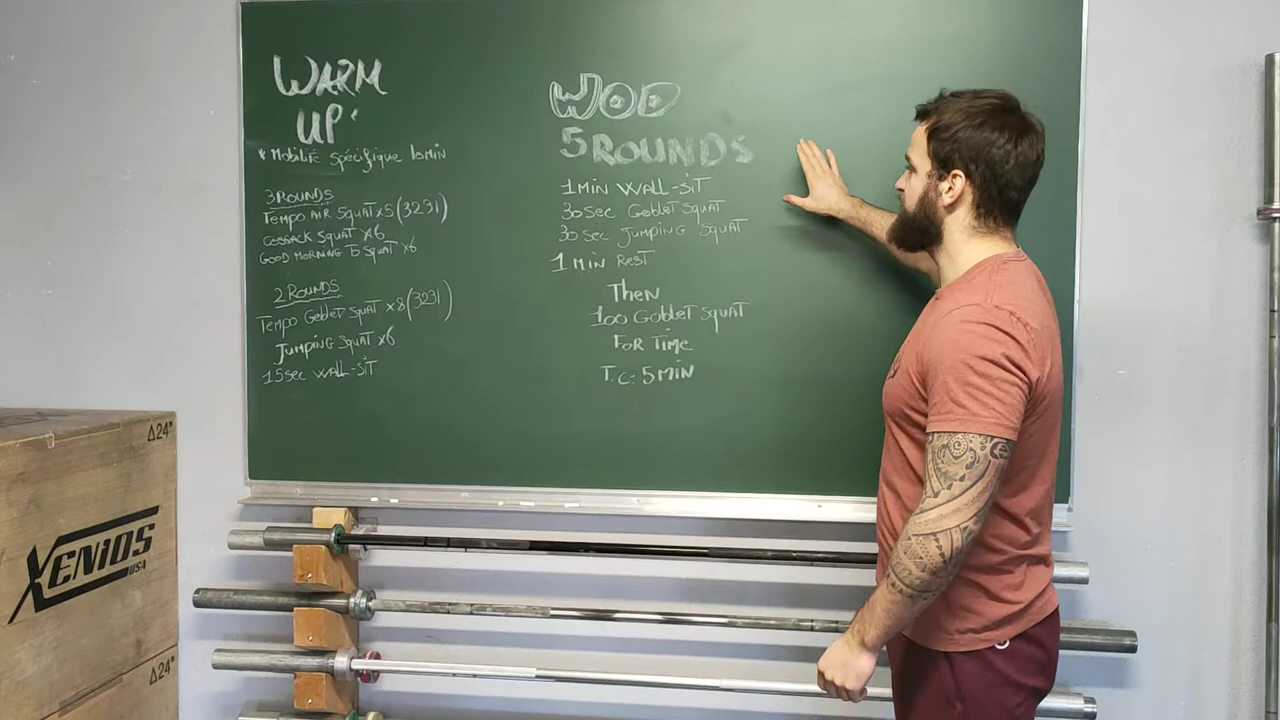 WARM
UP:
* Mobilité spécifique 10min
3 ROUNDS
TEMPO AIR SQUAT x5 (3231)
COSSACK SQUAT x6
GOOD MORNING TO SQUAT x6
2 ROUNDS
TEMPO GOBLET SQUAT x8 (3231)
JUMPING SQUAT x6
15sec WALL-SIT
WOD
5 ROUNDS
1MIN WALL-SIT
30sec Goblet SQUAT
30 sec JUMPING SQUAT
1 MIN REST
Then
100 Goblet SQUAT
FOR TIME
T.C: 5 MIN
Δ24"
XENIOS
USA
Δ24"